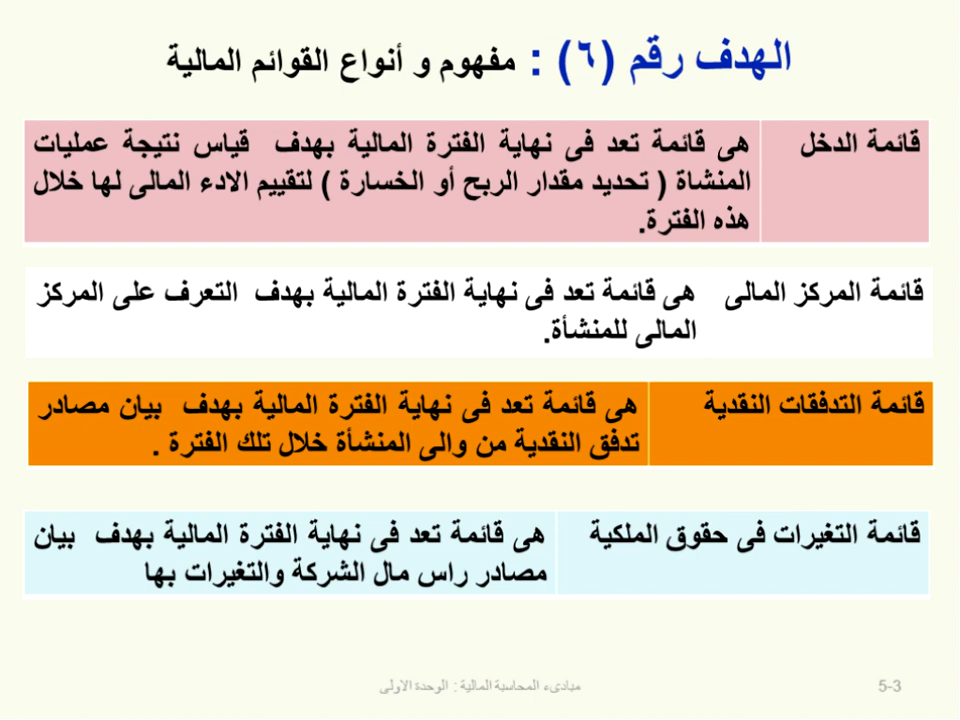 الهدف رقم (٦) : مفهوم و أنواع القوائم المالية
قائمة الدخل
هى قائمة تعد فى نهاية الفترة المالية بهدف قياس نتيجة عمليات
المنشاة ( تحديد مقدار الربح أو الخسارة ) لتقييم الادء المالى لها خلال
هذه الفترة.
قائمة المركز المالى
هى قائمة تعد فى نهاية الفترة المالية بهدف التعرف على المركز
المالى للمنشأة.
قائمة التدفقات النقدية
هى قائمة تعد فى نهاية الفترة المالية بهدف بيان مصادر
تدفق النقدية من والى المنشأة خلال تلك الفترة .
قائمة التغيرات فى حقوق الملكية
هى قائمة تعد فى نهاية الفترة المالية بهدف بيان
مصادر راس مال الشركة والتغيرات بها
5-3
مبادىء المحاسبة المالية : الوحدة الاولى